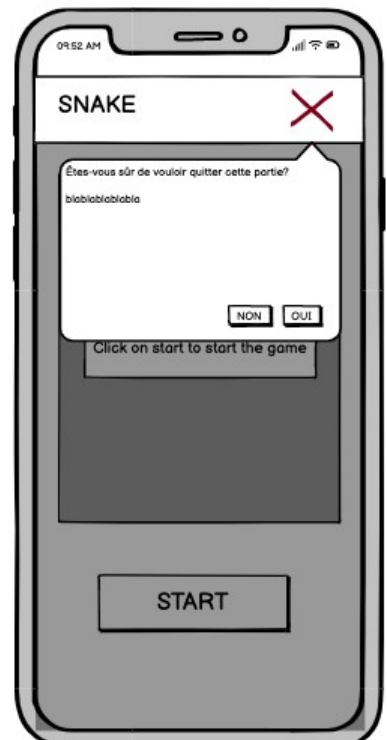 09:52 AM
SNAKE
Êtes-vous sûr de vouloir quitter cette partie?
blablablablabla
NON
OUI
Click on start to start the game
START